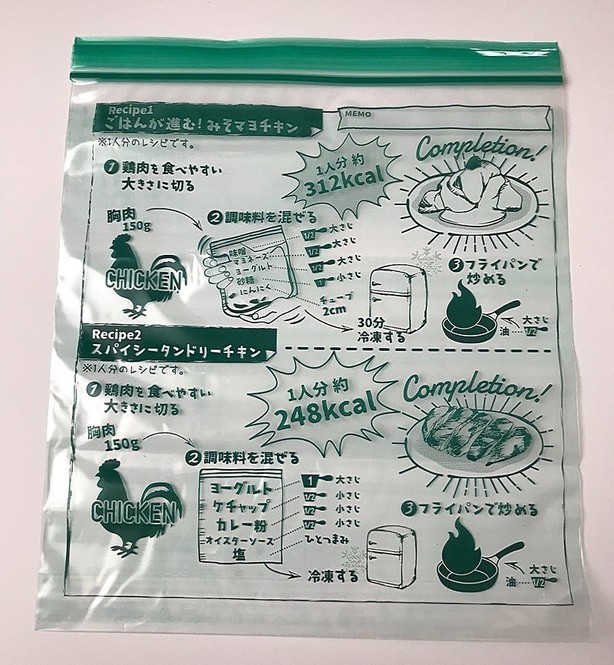 Recipe1
ごはんが進む!みそマヨチキン
MEMO
※1人分のレシピです。
1 鶏肉を食べやすい
大きさに切る
1人分 約
312kcal
Completion!
胸肉
150g
CHICKEN
2 調味料を混ぜる
味噌 1/2 大さじ
マヨネーズ 1/2 大さじ
ヨーグルト 1/2 大さじ
砂糖 1 小さじ
にんにく チューブ
2cm
30分
冷凍する
3 フライパンで
炒める
油 1/2 大さじ
Recipe2
スパイシータンドリーチキン
※1人分のレシピです。
1 鶏肉を食べやすい
大きさに切る
1人分 約
248kcal
Completion!
胸肉
150g
CHICKEN
2 調味料を混ぜる
ヨーグルト 1 大さじ
ケチャップ 1/2 小さじ
カレー粉 1/2 小さじ
オイスターソース 1/2 小さじ
塩 ひとつまみ
冷凍する
3 フライパンで炒める
油 1/2 大さじ